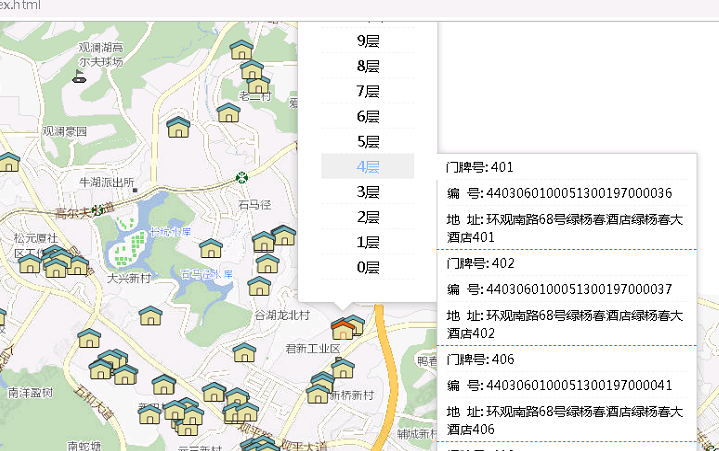 ex.html
观澜湖高
尔夫球场
老二村
观澜豪园
牛湖派出所
石马径
高尔夫大道
松元厦社
大兴新村
谷湖龙北村
君新工业区
新桥新村
南洋盈树
五和大道
南蛇塘
观平大道
辅城新村
9层
8层
7层
6层
5层
4层
3层
2层
1层
0层
门牌号: 401
编 号: 4403060100051300197000036
地 址: 环观南路68号绿杨春酒店绿杨春大
酒店401
门牌号: 402
编 号: 4403060100051300197000037
地 址: 环观南路68号绿杨春酒店绿杨春大
酒店402
门牌号: 406
编 号: 4403060100051300197000041
地 址: 环观南路68号绿杨春酒店绿杨春大
酒店406